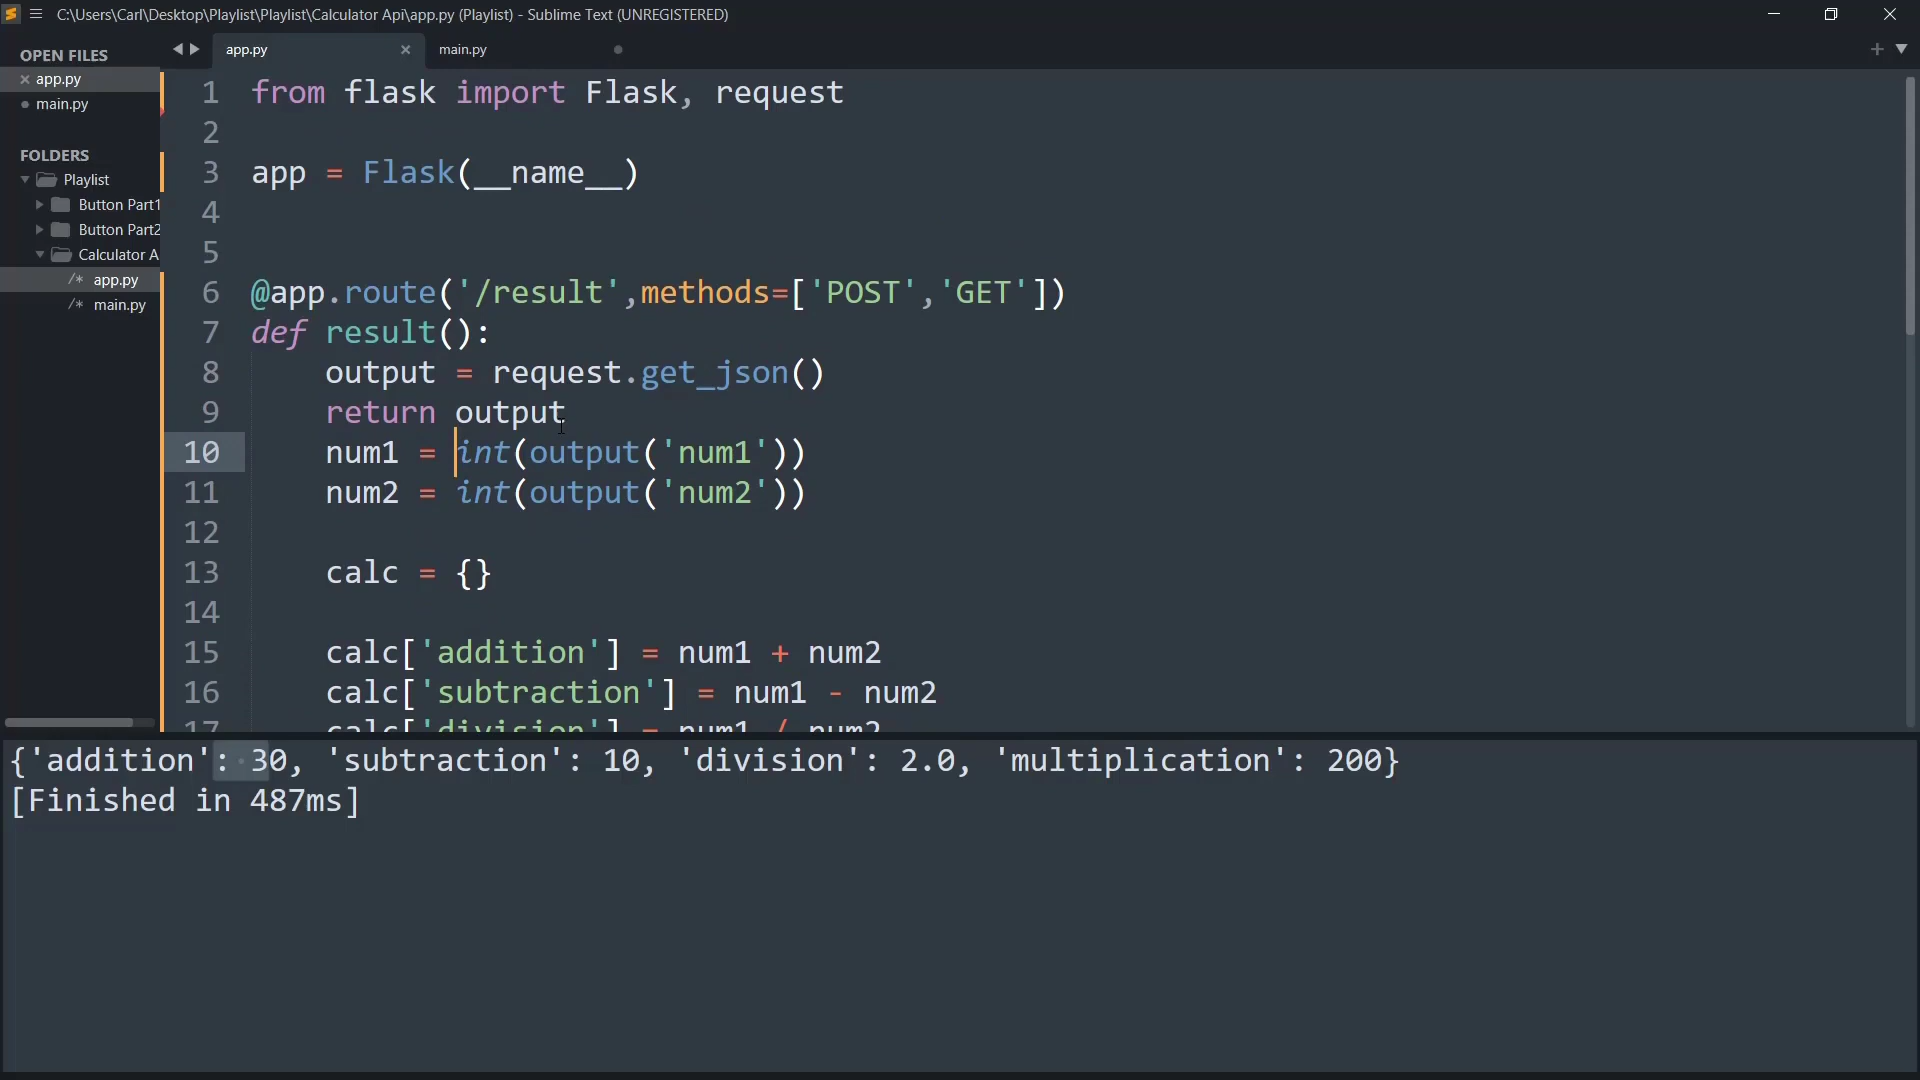 C:\Users\Carl\Desktop\Playlist\Playlist\Calculator Api\app.py (Playlist) - Sublime Text (UNREGISTERED)
OPEN FILES
app.py
main.py
FOLDERS
Playlist
Button Part1
Button Part2
Calculator A
/* app.py
/* main.py
app.py
main.py
1 from flask import Flask, request
2
3 app = Flask(__name__)
4
5
6 @app.route('/result',methods=['POST','GET'])
7 def result():
8     output = request.get_json()
9     return output
10     num1 = int(output('num1'))
11     num2 = int(output('num2'))
12
13     calc = {}
14
15     calc['addition'] = num1 + num2
16     calc['subtraction'] = num1 - num2
17     calc['division'] = num1 / num2
{'addition': 30, 'subtraction': 10, 'division': 2.0, 'multiplication': 200}
[Finished in 487ms]